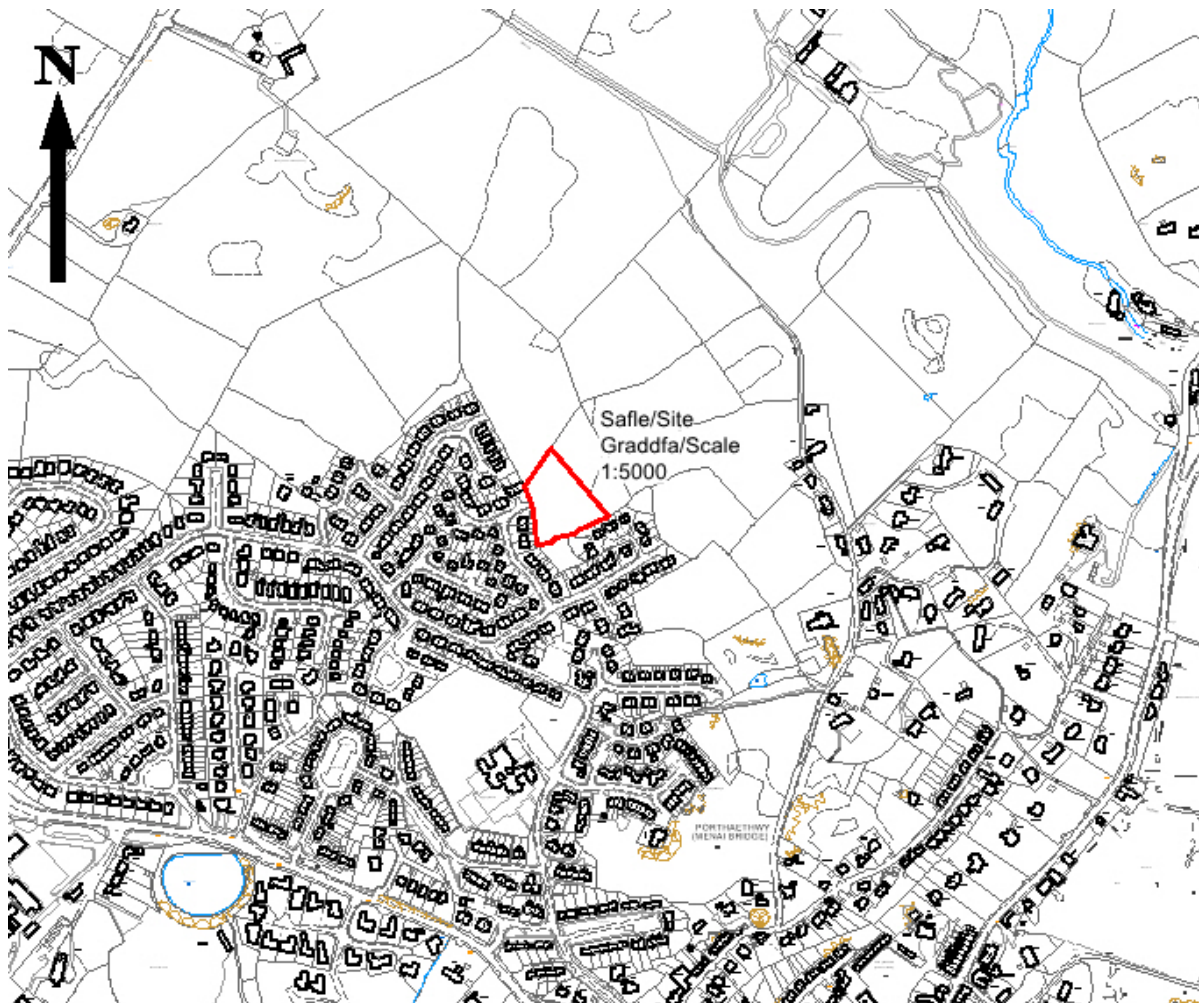 N
Safle/Site
Graddfa/Scale
1:5000
PORTHAETHWY
(MENAI BRIDGE)